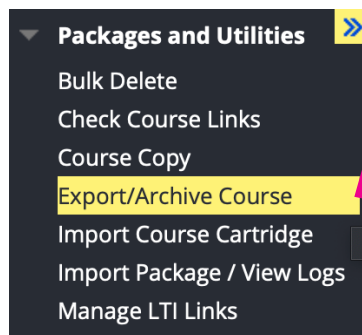 Packages and Utilities
Bulk Delete
Check Course Links
Course Copy
Export/Archive Course
Import Course Cartridge
Import Package / View Logs
Manage LTI Links